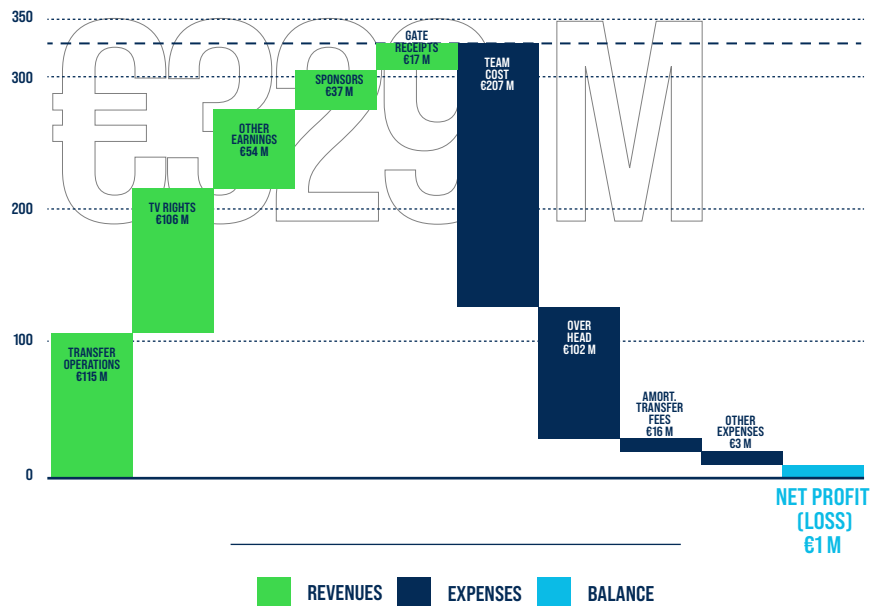 350
€329 M
300
200
100
0
TRANSFER
OPERATIONS
€115 M
TV RIGHTS
€106 M
OTHER
EARNINGS
€54 M
SPONSORS
€37 M
GATE
RECEIPTS
€17 M
TEAM
COST
€207 M
OVER
HEAD
€102 M
AMORT.
TRANSFER
FEES
€16 M
OTHER
EXPENSES
€3 M
NET PROFIT
(LOSS)
€1 M
REVENUES
EXPENSES
BALANCE